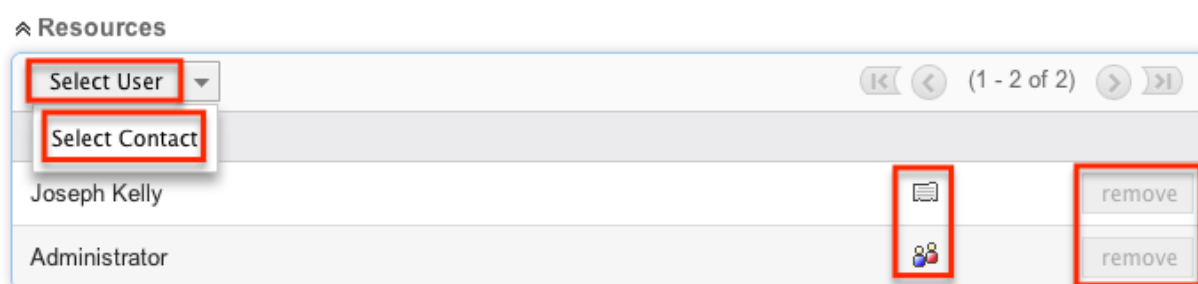 Resources
Select User
(1 - 2 of 2)
Select Contact
Joseph Kelly
remove
Administrator
remove